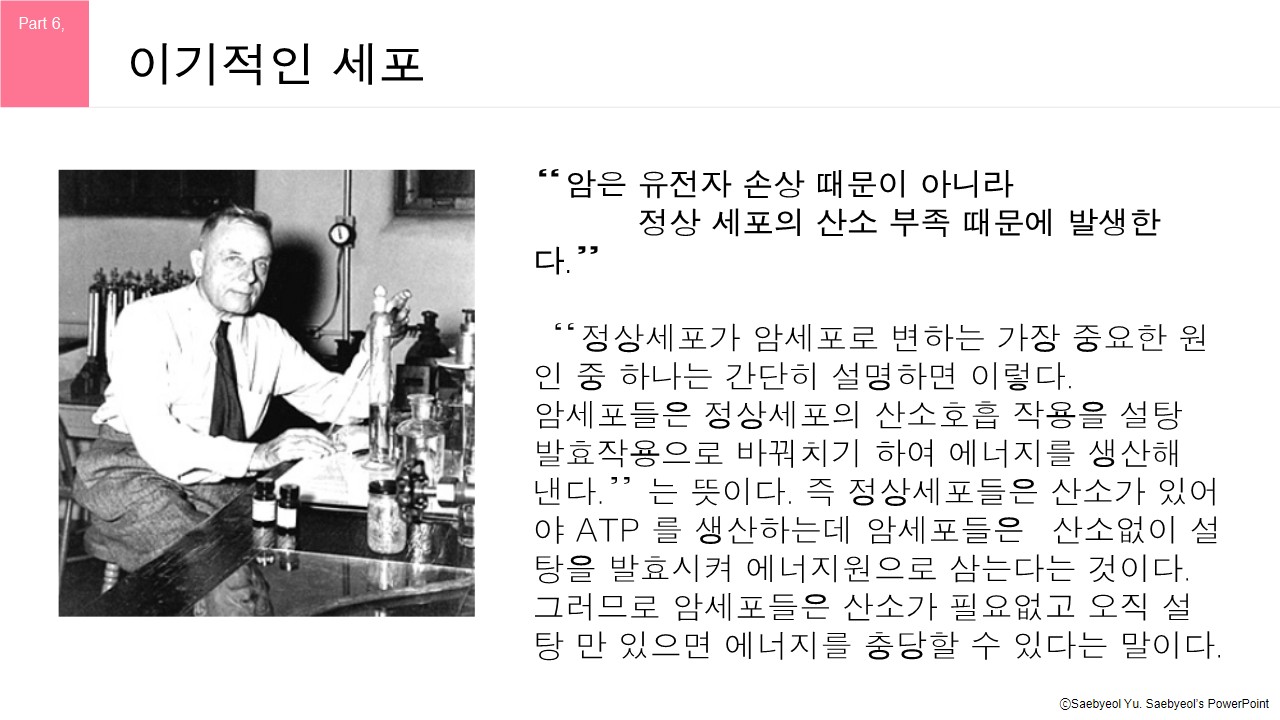 Part 6,
이기적인 세포
“암은 유전자 손상 때문이 아니라
정상 세포의 산소 부족 때문에 발생한
다.”
“정상세포가 암세포로 변하는 가장 중요한 원
인 중 하나는 간단히 설명하면 이렇다.
암세포들은 정상세포의 산소호흡 작용을 설탕
발효작용으로 바꿔치기 하여 에너지를 생산해
낸다.” 는 뜻이다. 즉 정상세포들은 산소가 있어
야 ATP 를 생산하는데 암세포들은 산소없이 설
탕을 발효시켜 에너지원으로 삼는다는 것이다.
그러므로 암세포들은 산소가 필요없고 오직 설
탕 만 있으면 에너지를 충당할 수 있다는 말이다.
ⓒSaebyeol Yu. Saebyeol's PowerPoint